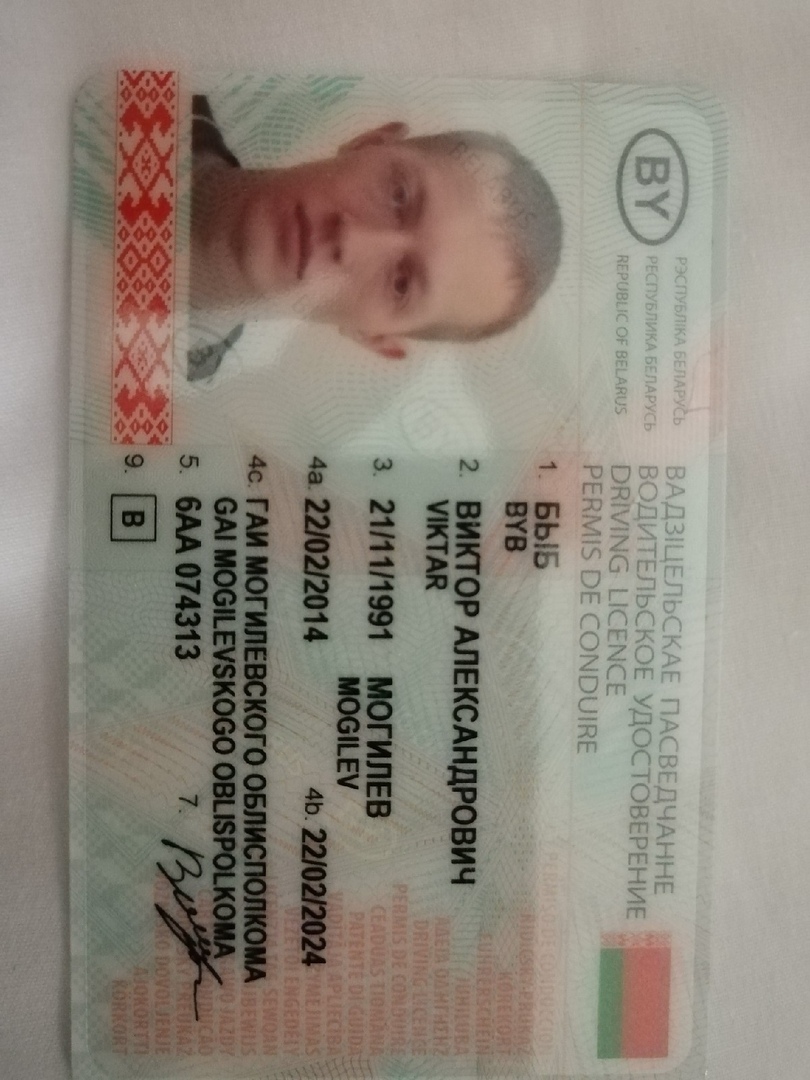 BY
РЭСПУБЛІКА БЕЛАРУСЬ
РЕСПУБЛИКА БЕЛАРУСЬ
REPUBLIC OF BELARUS
ВАДЗІЦЕЛЬСКАЕ ПАСВЕДЧАННЕ
ВОДИТЕЛЬСКОЕ УДОСТОВЕРЕНИЕ
DRIVING LICENCE
PERMIS DE CONDUIRE
1. БЫБ
BYB
2. ВИКТОР АЛЕКСАНДРОВИЧ
VIKTAR
3. 21/11/1991 МОГИЛЕВ
MOGILEV
4a. 22/02/2014 4b. 22/02/2024
4c. ГАИ МОГИЛЕВСКОГО ОБЛИСПОЛКОМА
GAI MOGILEVSKOGO OBLISPOLKOMA
5. 6AA 074313 7.
9. B